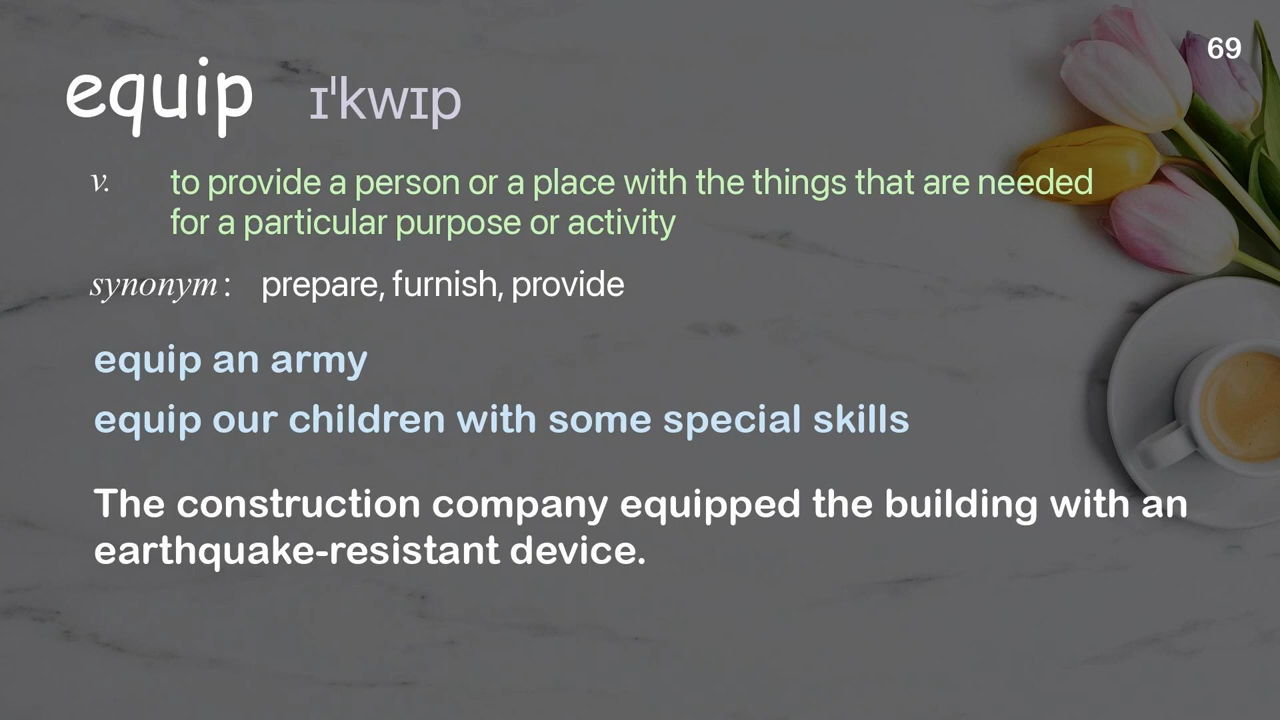 69
equip ɪˈkwɪp
v. to provide a person or a place with the things that are needed
for a particular purpose or activity
synonym : prepare, furnish, provide
equip an army
equip our children with some special skills
The construction company equipped the building with an
earthquake-resistant device.